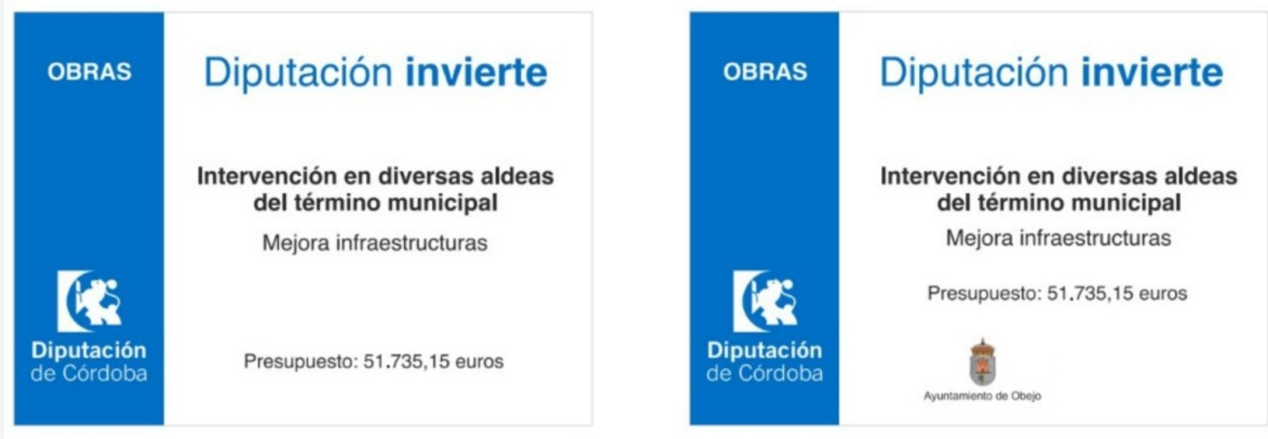 OBRAS
Diputación invierte
Intervención en diversas aldeas
del término municipal
Mejora infraestructuras
Presupuesto: 51.735,15 euros
Diputación
de Córdoba
OBRAS
Diputación invierte
Intervención en diversas aldeas
del término municipal
Mejora infraestructuras
Presupuesto: 51.735,15 euros
Diputación
de Córdoba
Ayuntamiento de Obejo